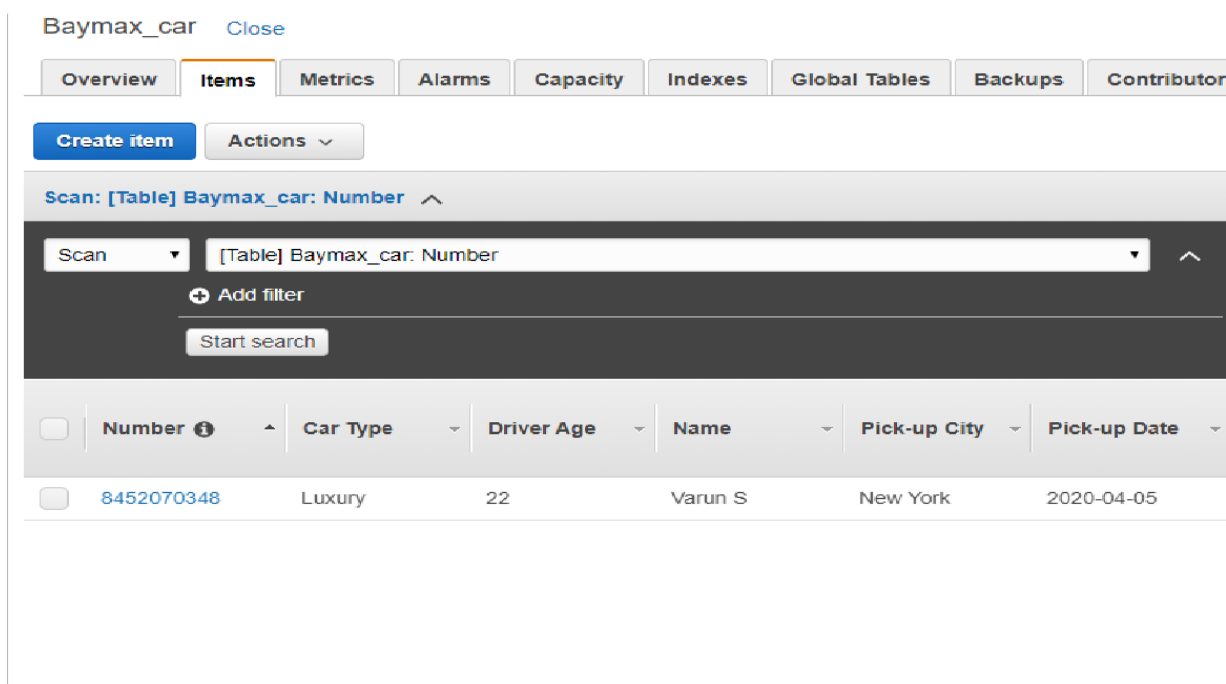 Baymax_car Close
Overview Items Metrics Alarms Capacity Indexes Global Tables Backups Contributor
Create item Actions
Scan: [Table] Baymax_car: Number
Scan [Table] Baymax_car: Number
Add filter
Start search
Number Car Type Driver Age Name Pick-up City Pick-up Date
8452070348 Luxury 22 Varun S New York 2020-04-05